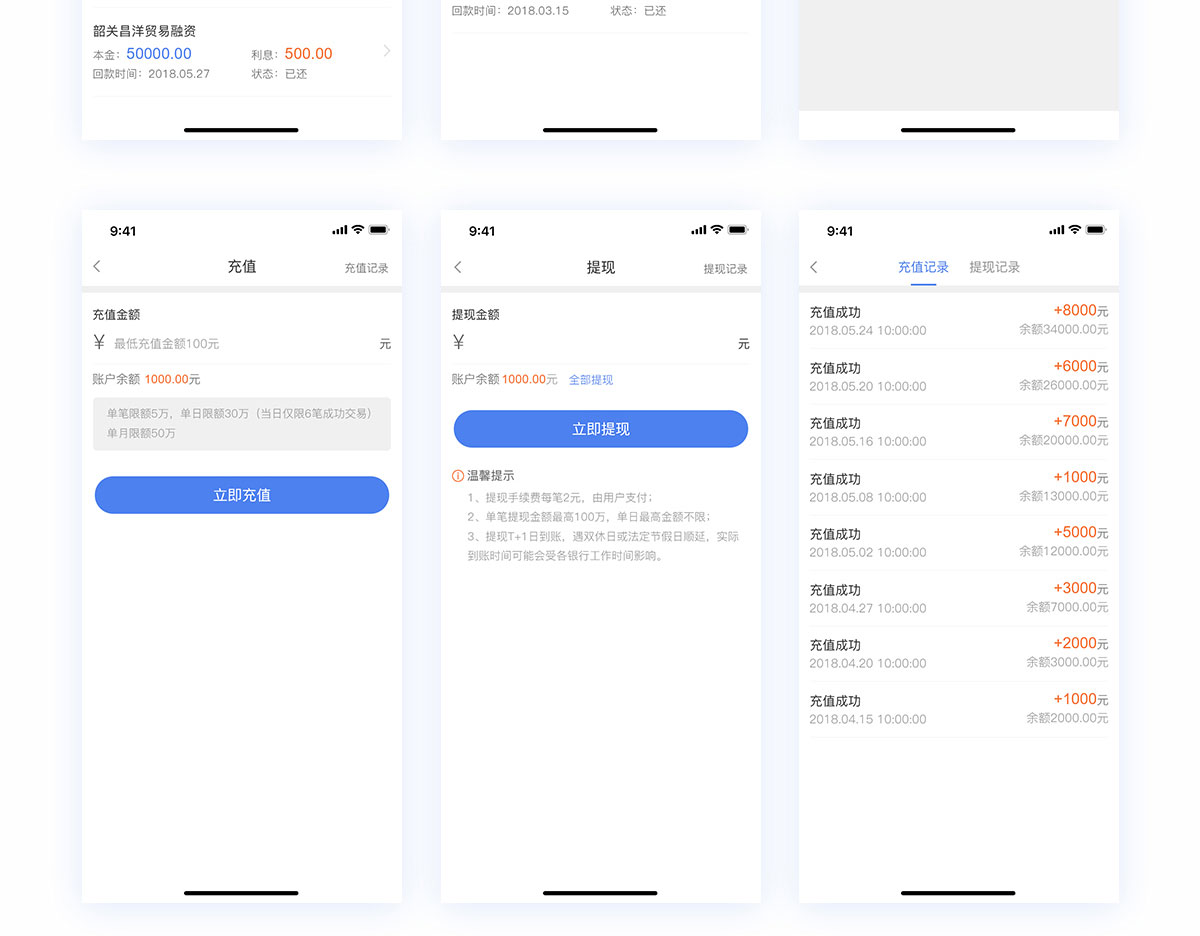 韶关昌洋贸易融资
本金：50000.00 利息：500.00
回款时间：2018.05.27 状态：已还
回款时间：2018.03.15 状态：已还
9:41
充值 充值记录
充值金额
¥ 最低充值金额100元 元
账户余额 1000.00元
单笔限额5万，单日限额30万（当日仅限6笔成功交易）
单月限额50万
立即充值
9:41
提现 提现记录
提现金额
¥ 元
账户余额 1000.00元 全部提现
立即提现
温馨提示
1、提现手续费每笔2元，由用户支付；
2、单笔提现金额最高100万，单日最高金额不限；
3、提现T+1日到账，遇双休日或法定节假日顺延，实际
到账时间可能会受各银行工作时间影响。
9:41
充值记录 提现记录
充值成功 +8000元
2018.05.24 10:00:00 余额34000.00元
充值成功 +6000元
2018.05.20 10:00:00 余额26000.00元
充值成功 +7000元
2018.05.16 10:00:00 余额20000.00元
充值成功 +1000元
2018.05.08 10:00:00 余额13000.00元
充值成功 +5000元
2018.05.02 10:00:00 余额12000.00元
充值成功 +3000元
2018.04.27 10:00:00 余额7000.00元
充值成功 +2000元
2018.04.20 10:00:00 余额3000.00元
充值成功 +1000元
2018.04.15 10:00:00 余额2000.00元